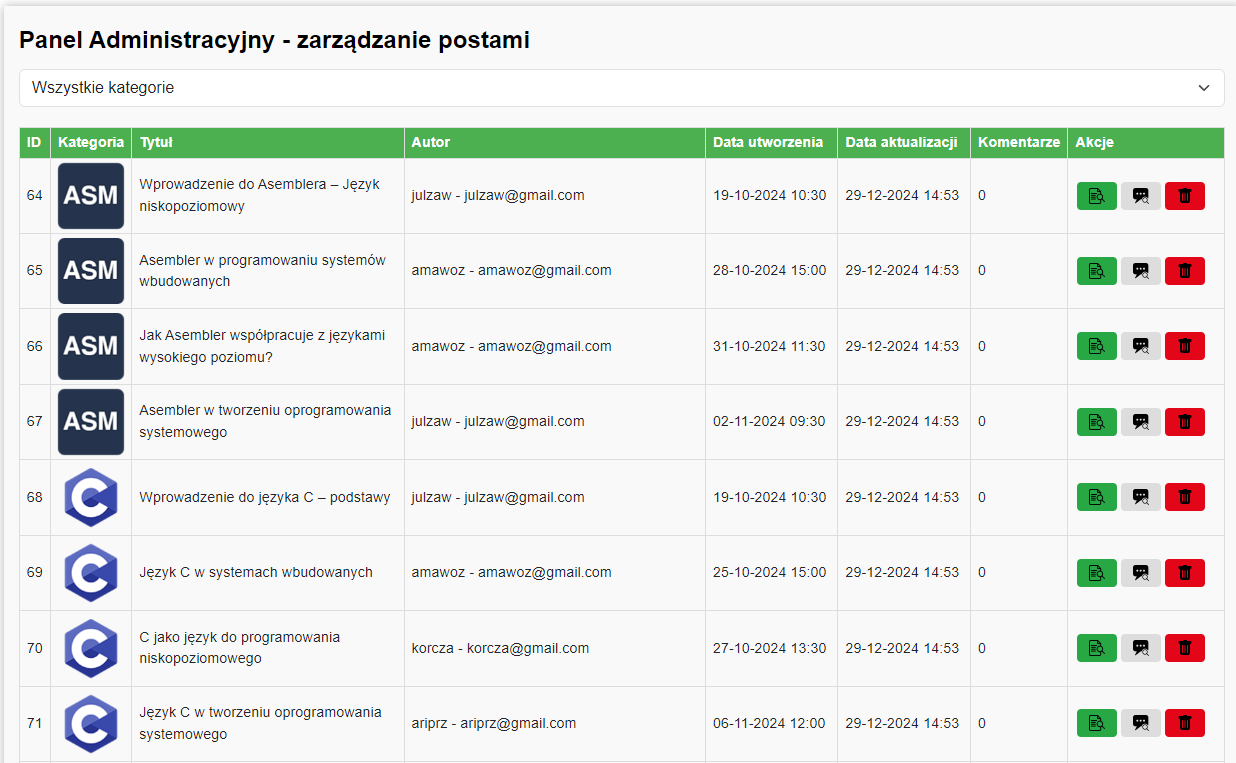 Panel Administracyjny - zarządzanie postami
Wszystkie kategorie
ID Kategoria Tytuł Autor Data utworzenia Data aktualizacji Komentarze Akcje
64 ASM Wprowadzenie do Asemblera – Język
niskopoziomowy julzaw - julzaw@gmail.com 19-10-2024 10:30 29-12-2024 14:53 0
65 ASM Asembler w programowaniu systemów
wbudowanych amawoz - amawoz@gmail.com 28-10-2024 15:00 29-12-2024 14:53 0
66 ASM Jak Asembler współpracuje z językami
wysokiego poziomu? amawoz - amawoz@gmail.com 31-10-2024 11:30 29-12-2024 14:53 0
67 ASM Asembler w tworzeniu oprogramowania
systemowego julzaw - julzaw@gmail.com 02-11-2024 09:30 29-12-2024 14:53 0
68 C Wprowadzenie do języka C – podstawy julzaw - julzaw@gmail.com 19-10-2024 10:30 29-12-2024 14:53 0
69 C Język C w systemach wbudowanych amawoz - amawoz@gmail.com 25-10-2024 15:00 29-12-2024 14:53 0
70 C C jako język do programowania
niskopoziomowego korcza - korcza@gmail.com 27-10-2024 13:30 29-12-2024 14:53 0
71 C Język C w tworzeniu oprogramowania
systemowego ariprz - ariprz@gmail.com 06-11-2024 12:00 29-12-2024 14:53 0